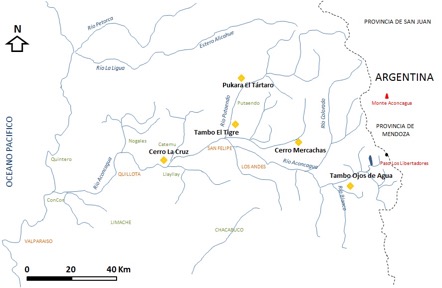 N
Río Petorca
Estero Alicahue
PROVINCIA DE SAN JUAN
Río La Ligua
ARGENTINA
Pukara El Tártaro
Monte Aconcagua
Río Putaendo
Putaendo
Río Colorado
OCEANO PACIFICO
Tambo El Tigre
PROVINCIA
DE MENDOZA
Nogales
Catemu
SAN FELIPE
Cerro Mercachas
Cerro La Cruz
Quintero
Río Aconcagua
QUILLOTA
Llayllay
LOS ANDES
Río Aconcagua
Paso Los Libertadores
Tambo Ojos de Agua
ConCon
Río Blanco
LIMACHE
CHACABUCO
VALPARAISO
0 20 40 Km